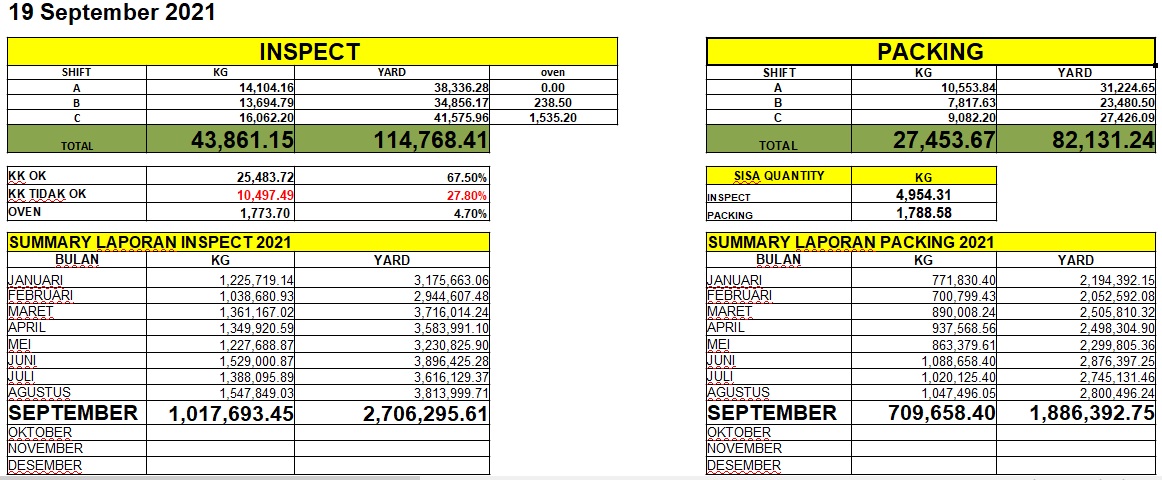 19 September 2021
INSPECT
SHIFT KG YARD oven
A 14,104.16 38,336.28 0.00
B 13,694.79 34,856.17 238.50
C 16,062.20 41,575.96 1,535.20
TOTAL 43,861.15 114,768.41
PACKING
SHIFT KG YARD
A 10,553.84 31,224.65
B 7,817.63 23,480.50
C 9,082.20 27,426.09
TOTAL 27,453.67 82,131.24
KK OK 25,483.72 67.50%
KK TIDAK OK 10,497.49 27.80%
OVEN 1,773.70 4.70%
SISA QUANTITY KG
INSPECT 4,954.31
PACKING 1,788.58
SUMMARY LAPORAN INSPECT 2021
BULAN KG YARD
JANUARI 1,225,719.14 3,175,663.06
FEBRUARI 1,038,680.93 2,944,607.48
MARET 1,361,167.02 3,716,014.24
APRIL 1,349,920.59 3,583,991.10
MEI 1,227,688.87 3,230,825.90
JUNI 1,529,000.87 3,896,425.28
JULI 1,388,095.89 3,616,129.37
AGUSTUS 1,547,849.03 3,813,999.71
SEPTEMBER 1,017,693.45 2,706,295.61
OKTOBER
NOVEMBER
DESEMBER
SUMMARY LAPORAN PACKING 2021
BULAN KG YARD
JANUARI 771,830.40 2,194,392.15
FEBRUARI 700,799.43 2,052,592.08
MARET 890,008.24 2,505,810.32
APRIL 937,568.56 2,498,304.90
MEI 863,379.61 2,299,805.36
JUNI 1,088,658.40 2,876,397.25
JULI 1,020,125.40 2,745,131.46
AGUSTUS 1,047,496.05 2,800,496.24
SEPTEMBER 709,658.40 1,886,392.75
OKTOBER
NOVEMBER
DESEMBER